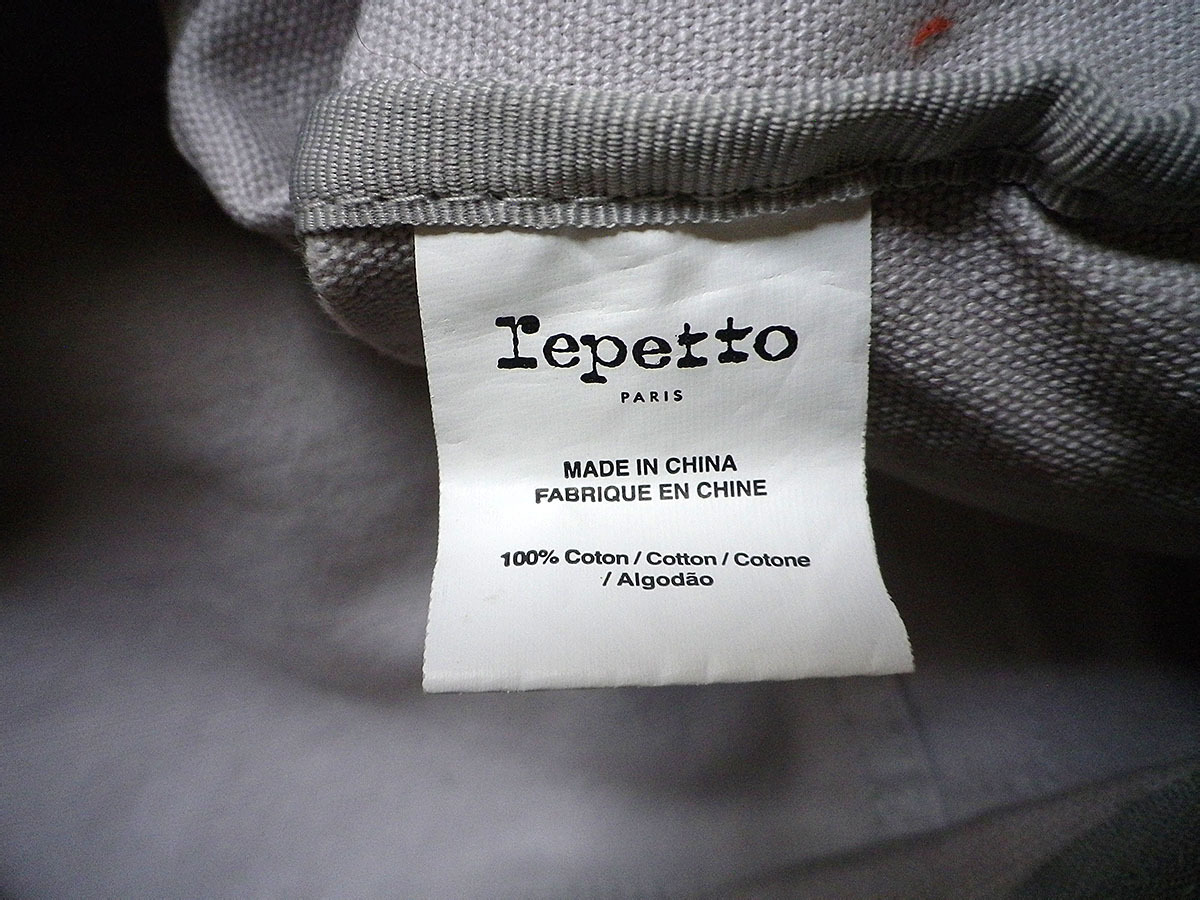 repetto
PARIS
MADE IN CHINA
FABRIQUE EN CHINE
100% Coton / Cotton / Cotone
/ Algodão